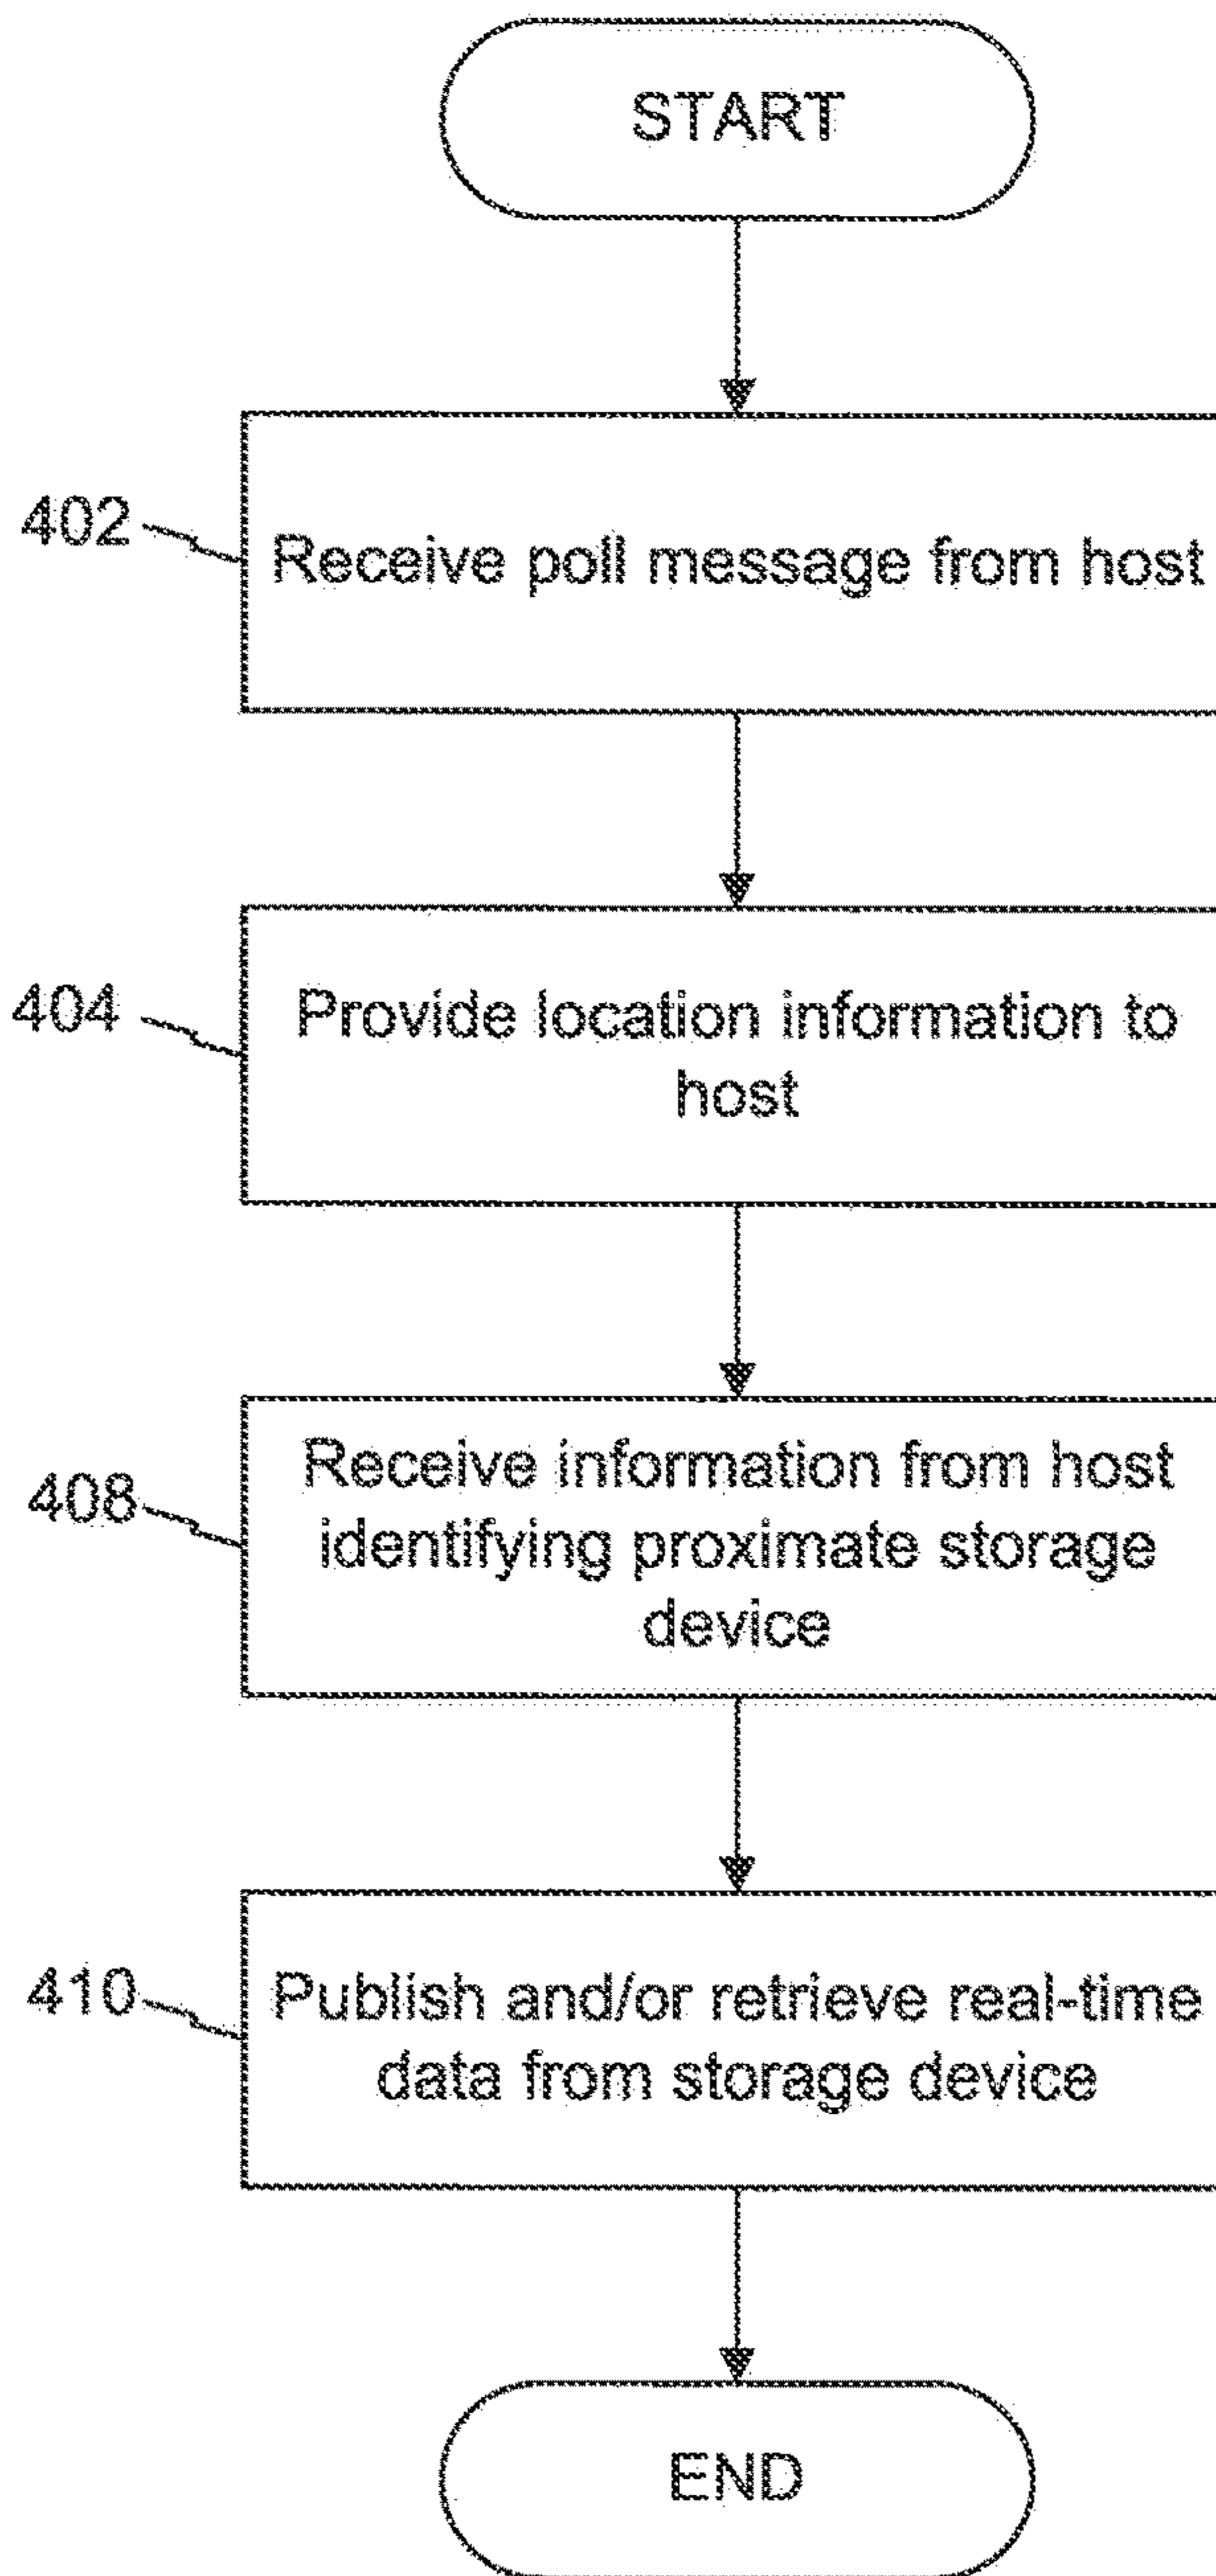 START
402
Receive poll message from host
404
Provide location information to
host
408
Receive information from host
identifying proximate storage
device
410
Publish and/or retrieve real-time
data from storage device
END